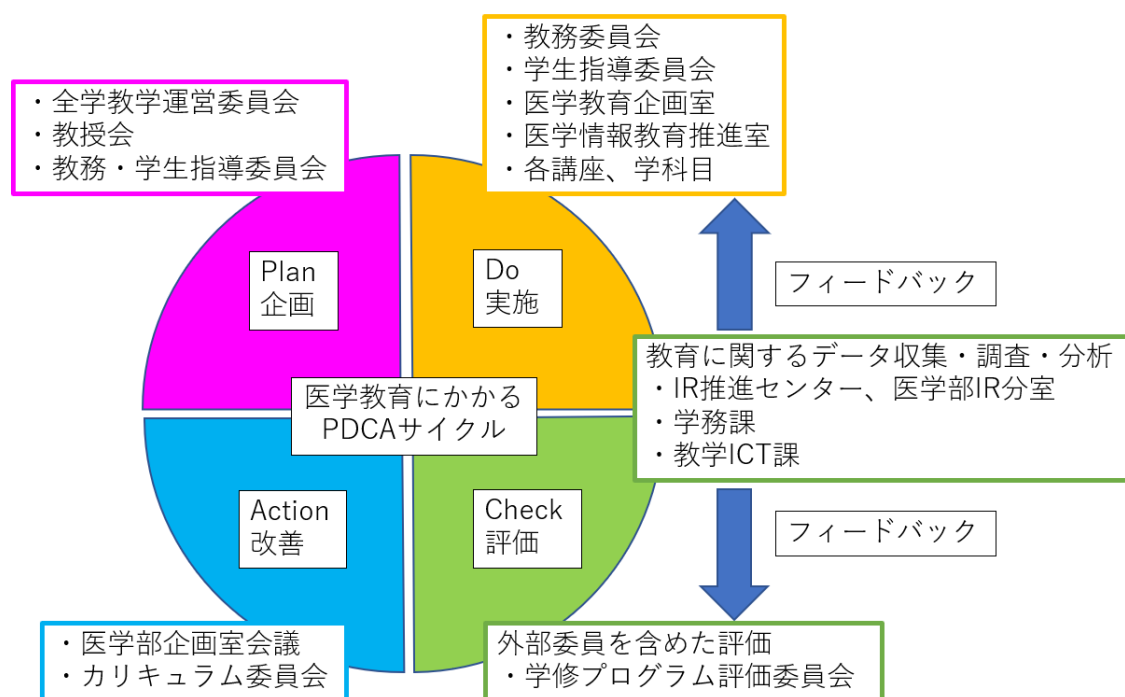 ・全学教学運営委員会
・教授会
・教務・学生指導委員会
・教務委員会
・学生指導委員会
・医学教育企画室
・医学情報教育推進室
・各講座、学科目
Plan
企画
Do
実施
フィードバック
医学教育にかかる
PDCAサイクル
教育に関するデータ収集・調査・分析
・IR推進センター、医学部IR分室
・学務課
・教学ICT課
Action
改善
Check
評価
フィードバック
・医学部企画室会議
・カリキュラム委員会
外部委員を含めた評価
・学修プログラム評価委員会